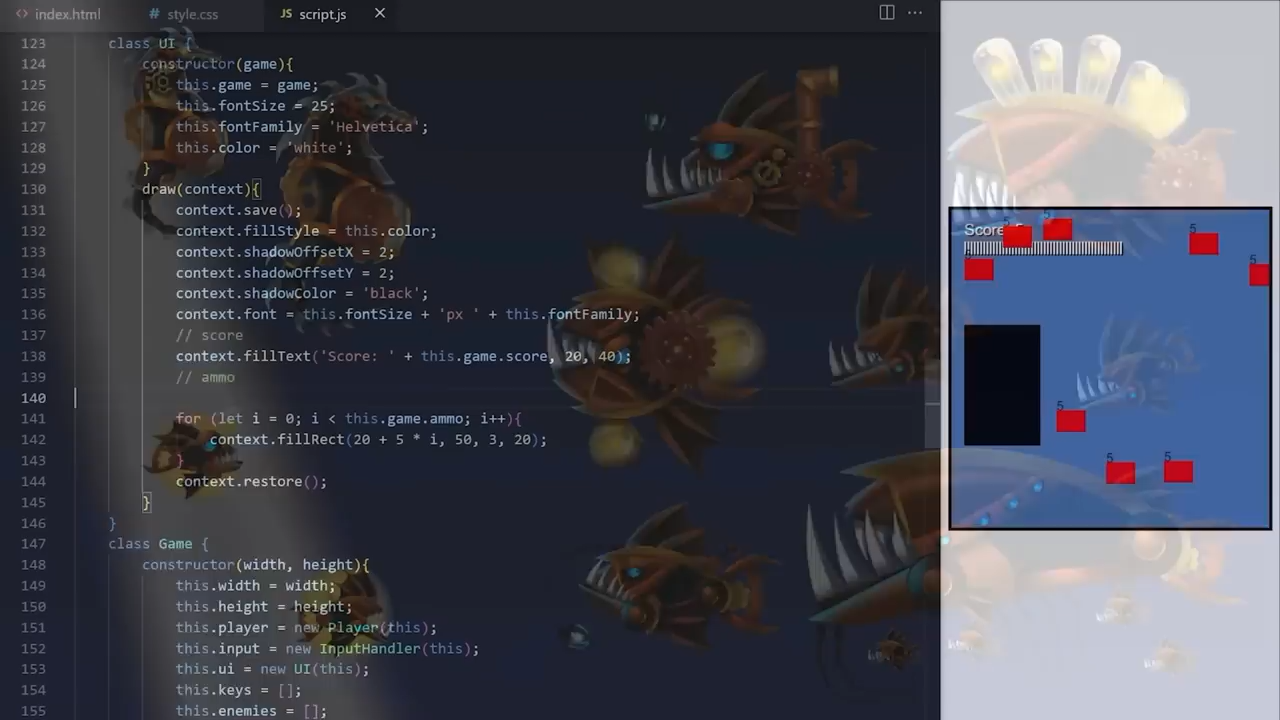 <> index.html
# style.css
JS script.js ×
123 class UI {
124 constructor(game){
125 this.game = game;
126 this.fontSize = 25;
127 this.fontFamily = 'Helvetica';
128 this.color = 'white';
129 }
130 draw(context){
131 context.save();
132 context.fillStyle = this.color;
133 context.shadowOffsetX = 2;
134 context.shadowOffsetY = 2;
135 context.shadowColor = 'black';
136 context.font = this.fontSize + 'px ' + this.fontFamily;
137 // score
138 context.fillText('Score: ' + this.game.score, 20, 40);
139 // ammo
140
141 for (let i = 0; i < this.game.ammo; i++){
142 context.fillRect(20 + 5 * i, 50, 3, 20);
143 }
144 context.restore();
145 }
146 }
147 class Game {
148 constructor(width, height){
149 this.width = width;
150 this.height = height;
151 this.player = new Player(this);
152 this.input = new InputHandler(this);
153 this.ui = new UI(this);
154 this.keys = [];
155 this.enemies = [];
5
5
Score
5
5
5
5
5